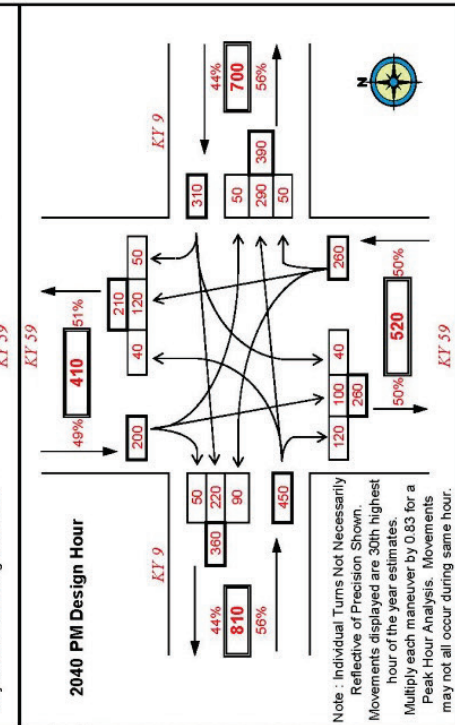 KY 59
KY 59
2040 PM Design Hour
49%
410
51%
200
210
40
120
50
KY 9
KY 9
44%
810
56%
360
50
220
90
450
310
50
290
50
390
44%
700
56%
N
120
100
40
260
260
50%
520
50%
KY 59
Note : Individual Turns Not Necessarily
Reflective of Precision Shown.
Movements displayed are 30th highest
hour of the year estimates.
Multiply each maneuver by 0.83 for a
Peak Hour Analysis. Movements
may not all occur during same hour.